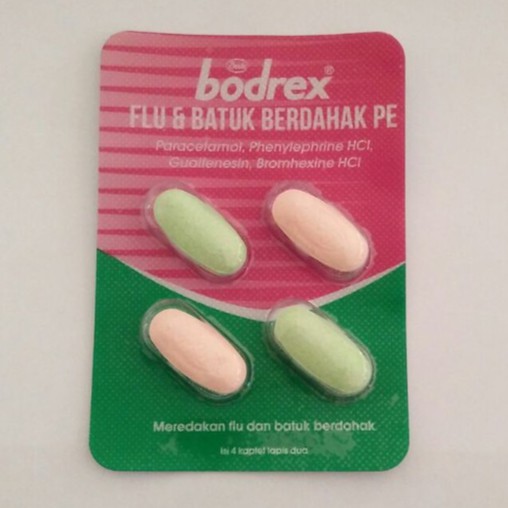 bodrex®
FLU & BATUK BERDAHAK PE
Paracetamol, Phenylephrine HCl,
Guaifenesin, Bromhexine HCl
Meredakan flu dan batuk berdahak
Isi 4 kaplet lapis dua